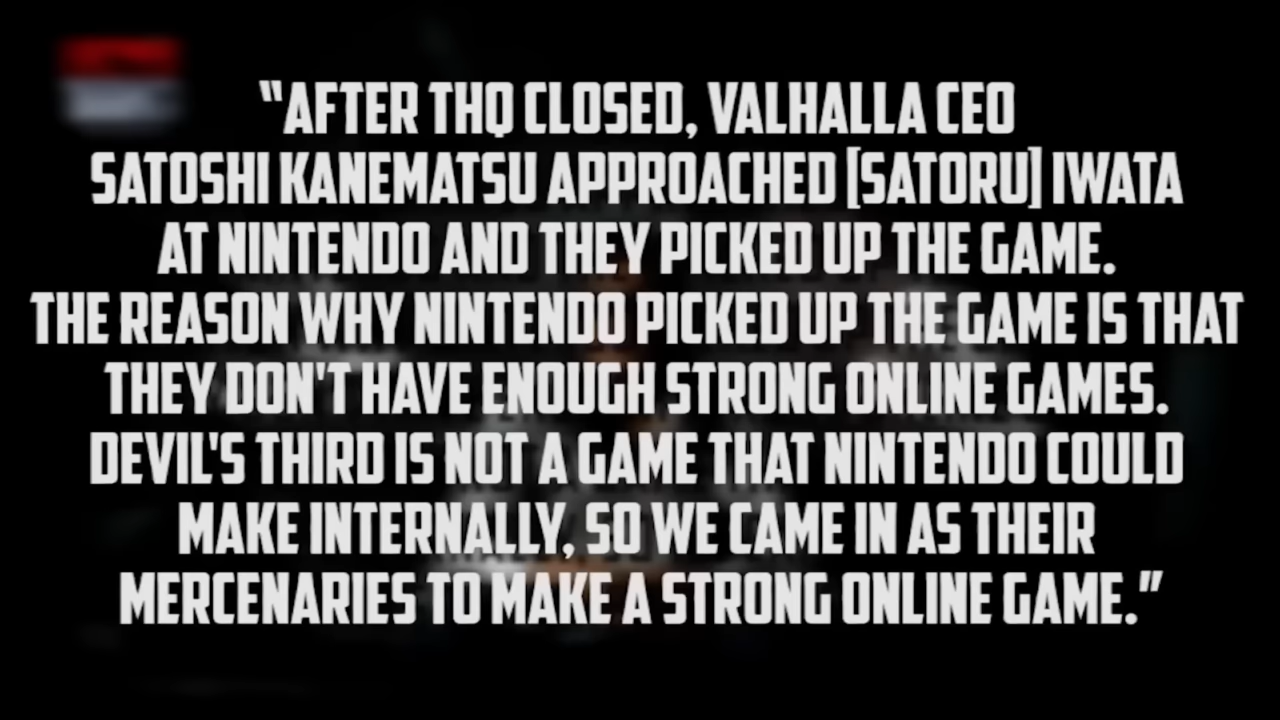 “AFTER THQ CLOSED, VALHALLA CEO
SATOSHI KANEMATSU APPROACHED [SATORU] IWATA
AT NINTENDO AND THEY PICKED UP THE GAME.
THE REASON WHY NINTENDO PICKED UP THE GAME IS THAT
THEY DON'T HAVE ENOUGH STRONG ONLINE GAMES.
DEVIL'S THIRD IS NOT A GAME THAT NINTENDO COULD
MAKE INTERNALLY, SO WE CAME IN AS THEIR
MERCENARIES TO MAKE A STRONG ONLINE GAME.”